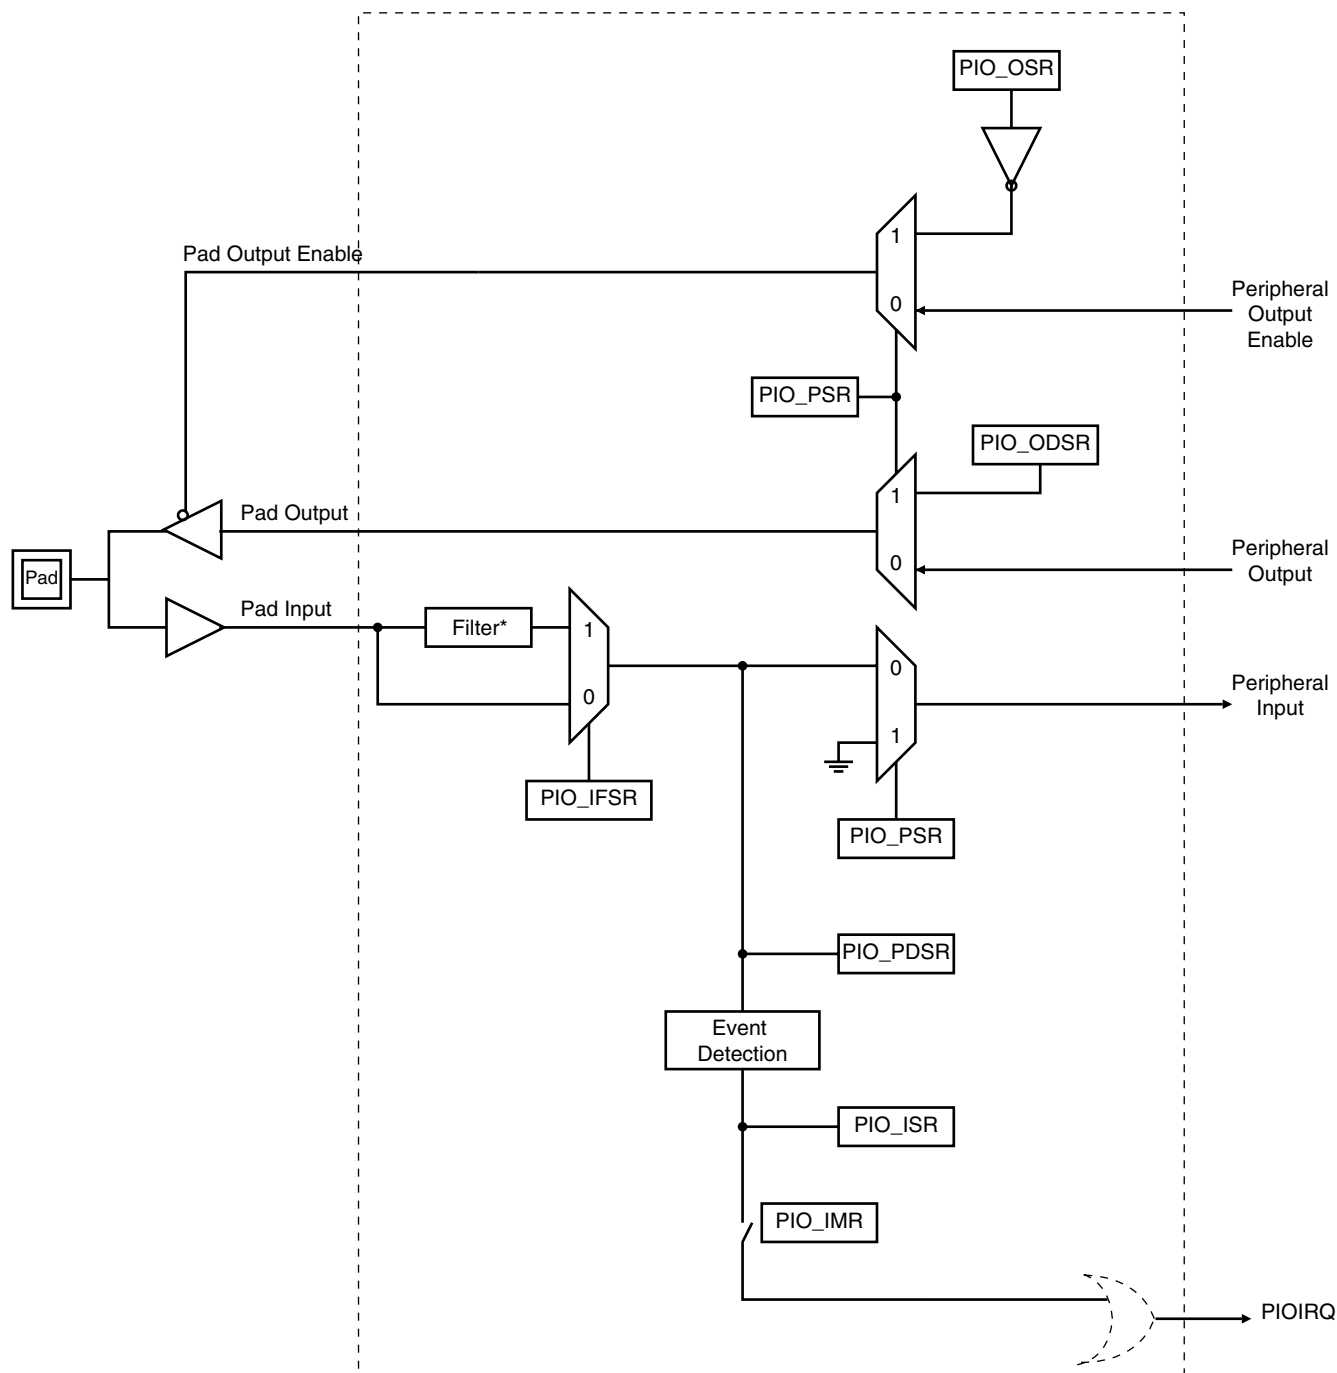 PIO_OSR
1
Pad Output Enable
0
Peripheral
Output
Enable
PIO_PSR
PIO_ODSR
1
Pad Output
0
Peripheral
Output
Pad
Pad Input
Filter*
1
0
0
1
Peripheral
Input
PIO_IFSR
PIO_PSR
PIO_PDSR
Event
Detection
PIO_ISR
PIO_IMR
PIOIRQ